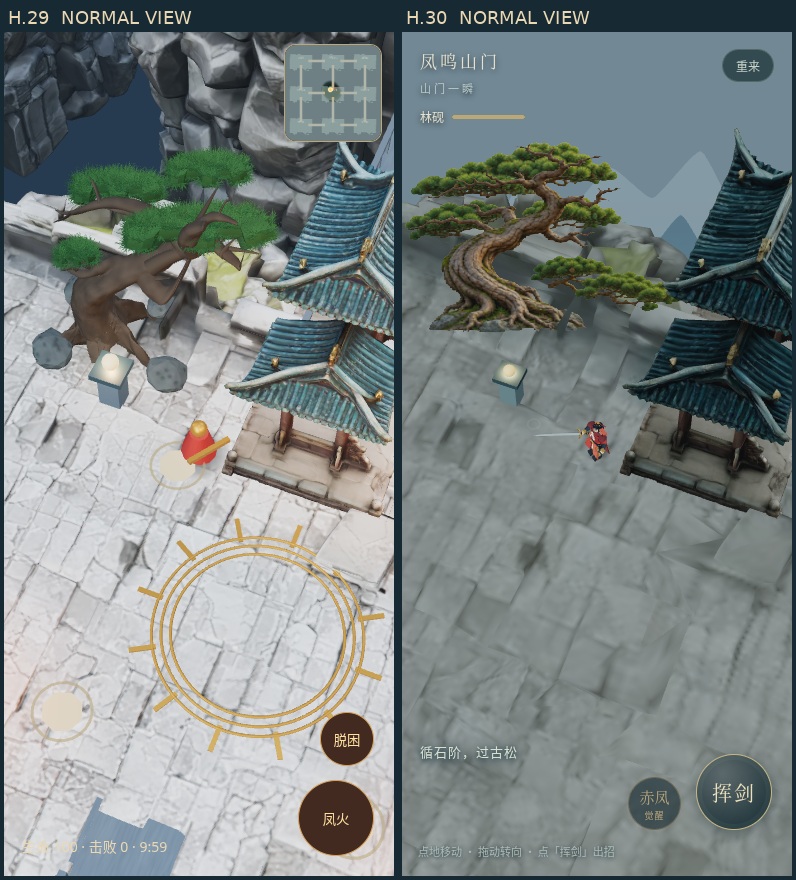 H.29 NORMAL VIEW
脱困
凤火
· 击败 0 · 9:59
H.30 NORMAL VIEW
凤鸣山门
山门一瞬
林砚
重来
循石阶，过古松
赤凤
觉醒
挥剑
点地移动 · 拖动转向 · 点「挥剑」出招